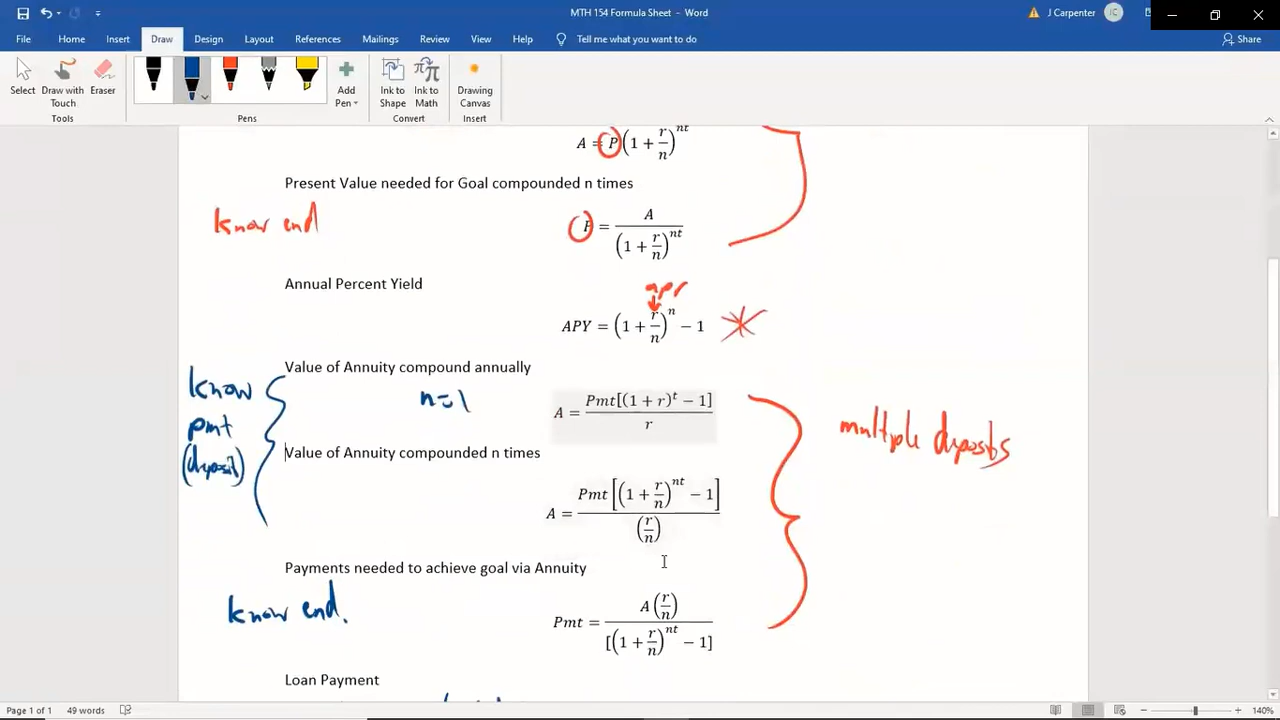 MTH 154 Formula Sheet - Word
J Carpenter JC
File Home Insert Draw Design Layout References Mailings Review View Help Tell me what you want to do Share
Select Draw with Touch Eraser Add Pen Ink to Shape Ink to Math Drawing Canvas
Tools Pens Convert Insert
A = P(1 + r/n)^nt
Present Value needed for Goal compounded n times
know end
P = A/(1 + r/n)^nt
Annual Percent Yield
apr
APY = (1 + r/n)^n − 1
Value of Annuity compound annually
know pmt (deposit)
n=1
A = Pmt[(1 + r)^t − 1]/r
multiple deposits
Value of Annuity compounded n times
A = Pmt[(1 + r/n)^nt − 1]/(r/n)
Payments needed to achieve goal via Annuity
know end.
Pmt = A(r/n)/[(1 + r/n)^nt − 1]
Loan Payment
Page 1 of 1 49 words 140%